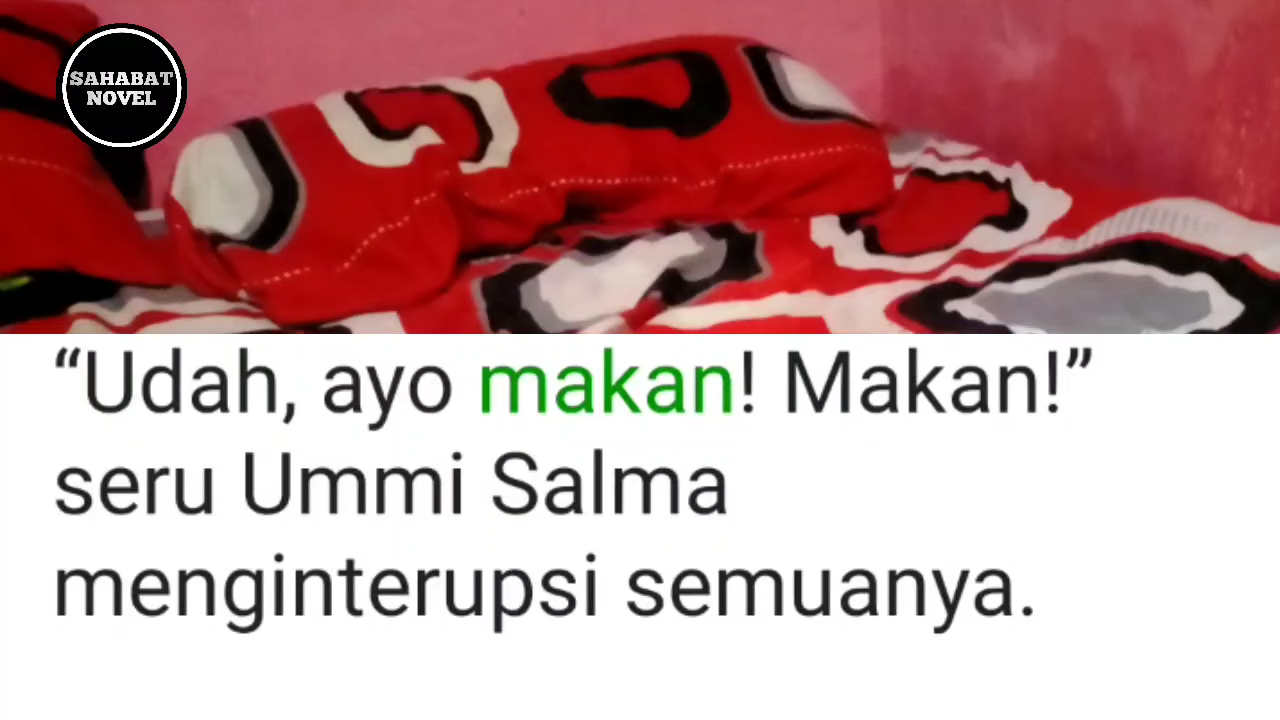 SAHABAT
NOVEL
“Udah, ayo makan! Makan!”
seru Ummi Salma
menginterupsi semuanya.